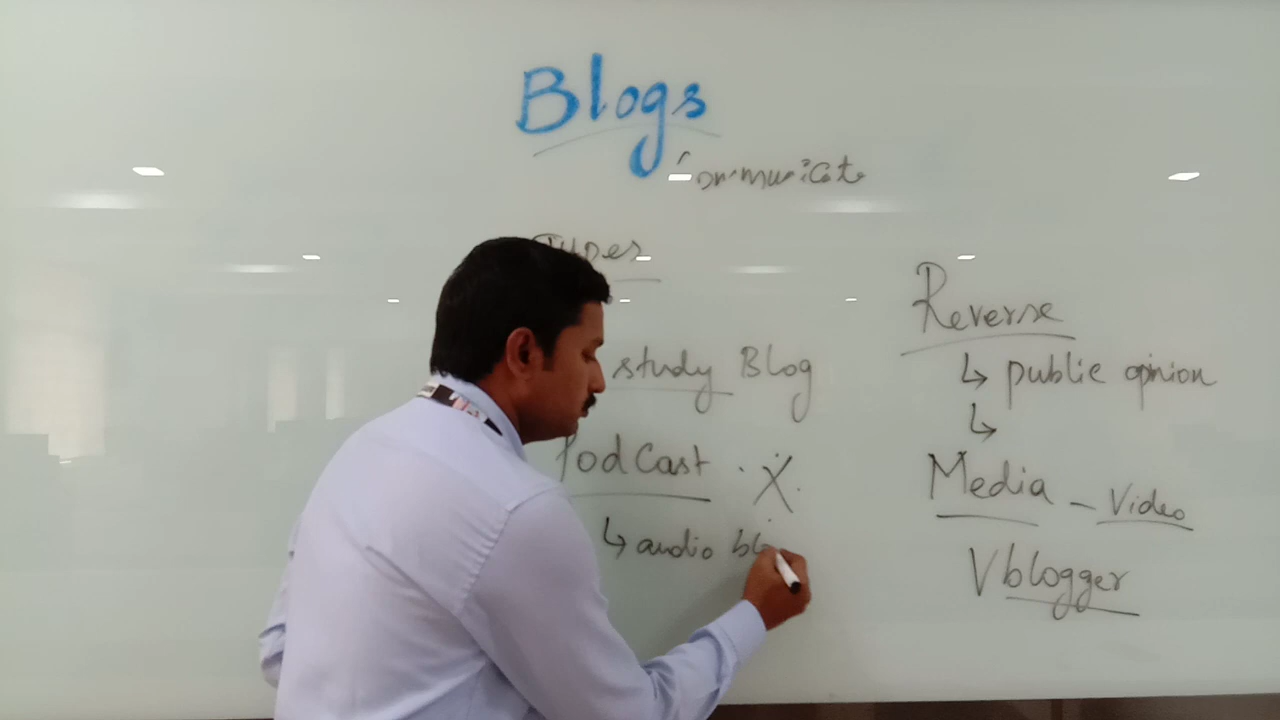 Blogs
Communicate
Types
study Blog
PodCast . X.
↳ audio bl
Reverse
↳ public opinion
↳
Media - Video
Vblogger